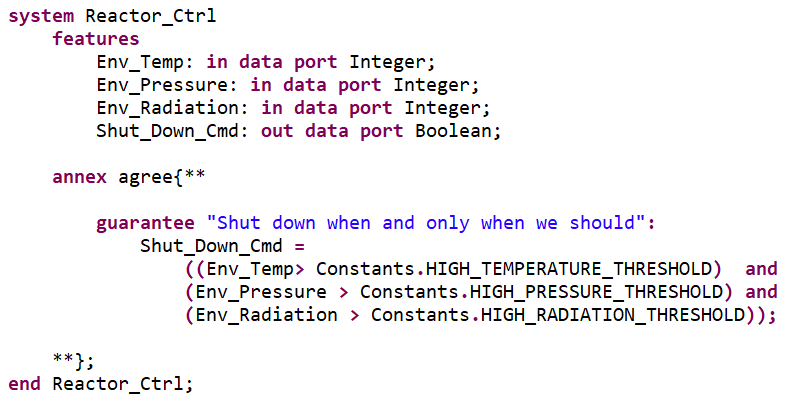 system Reactor_Ctrl
features
Env_Temp: in data port Integer;
Env_Pressure: in data port Integer;
Env_Radiation: in data port Integer;
Shut_Down_Cmd: out data port Boolean;
annex agree{**
guarantee "Shut down when and only when we should":
Shut_Down_Cmd =
((Env_Temp> Constants.HIGH_TEMPERATURE_THRESHOLD)  and
(Env_Pressure > Constants.HIGH_PRESSURE_THRESHOLD) and
(Env_Radiation > Constants.HIGH_RADIATION_THRESHOLD));
**};
end Reactor_Ctrl;